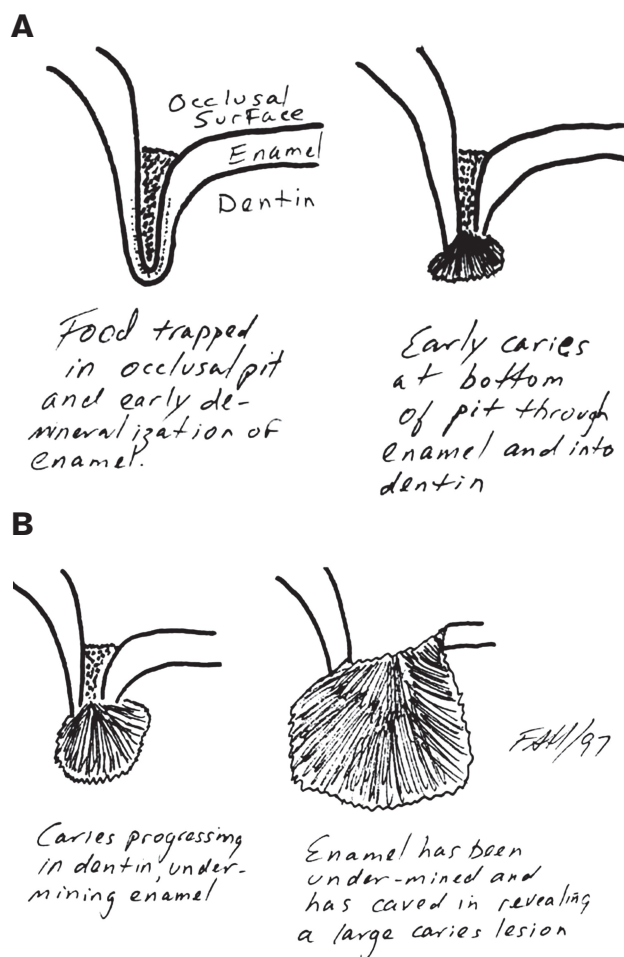 A
Occlusal
Surface
Enamel
Dentin
Food trapped
in occlusal pit
and early de-
mineralization of
enamel.
Early caries
at bottom
of pit through
enamel and into
dentin
B
Caries progressing
in dentin, under-
mining enamel
Enamel has been
under-mined and
has caved in revealing
a large caries lesion